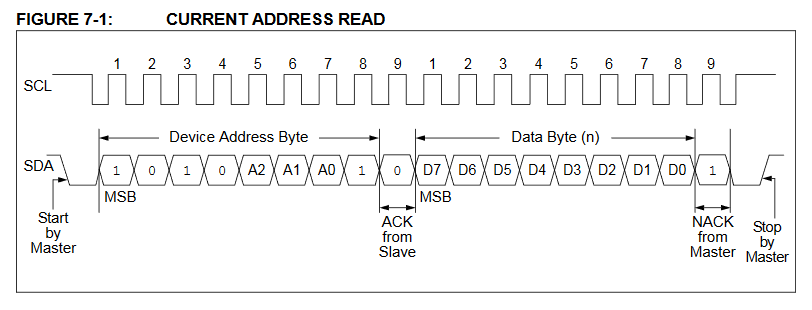 FIGURE 7-1: CURRENT ADDRESS READ
1 2 3 4 5 6 7 8 9 1 2 3 4 5 6 7 8 9
SCL
Device Address Byte
Data Byte (n)
SDA
1 0 1 0 A2 A1 A0 1 0 D7 D6 D5 D4 D3 D2 D1 D0 1
MSB
MSB
Start
by
Master
ACK
from
Slave
NACK
from
Master
Stop
by
Master